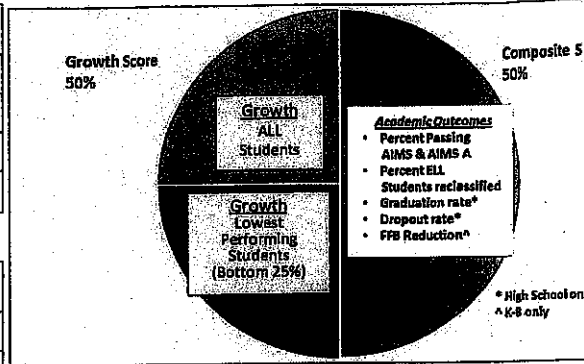 Growth Score
50%
Composite S
50%
Growth
ALL
Students
Growth
Lowest
Performing
Students
(Bottom 25%)
Academic Outcomes
• Percent Passing
AIMS & AIMS A
• Percent ELL
Students reclassified
• Graduation rate*
• Dropout rate*
• FFB Reduction^
* High School on
^ K-8 only